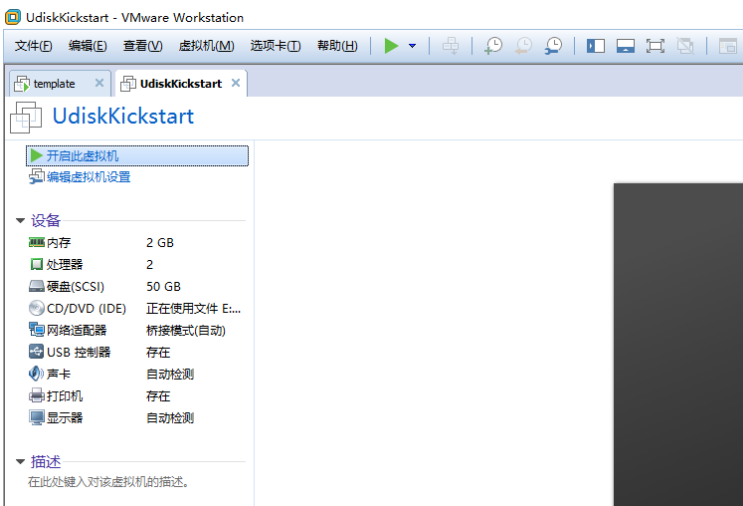 UdiskKickstart - VMware Workstation
文件(F) 编辑(E) 查看(V) 虚拟机(M) 选项卡(T) 帮助(H)
template × UdiskKickstart ×
UdiskKickstart
开启此虚拟机
编辑虚拟机设置
设备
内存 2 GB
处理器 2
硬盘(SCSI) 50 GB
CD/DVD (IDE) 正在使用文件 E:...
网络适配器 桥接模式(自动)
USB 控制器 存在
声卡 自动检测
打印机 存在
显示器 自动检测
描述
在此处键入对该虚拟机的描述。